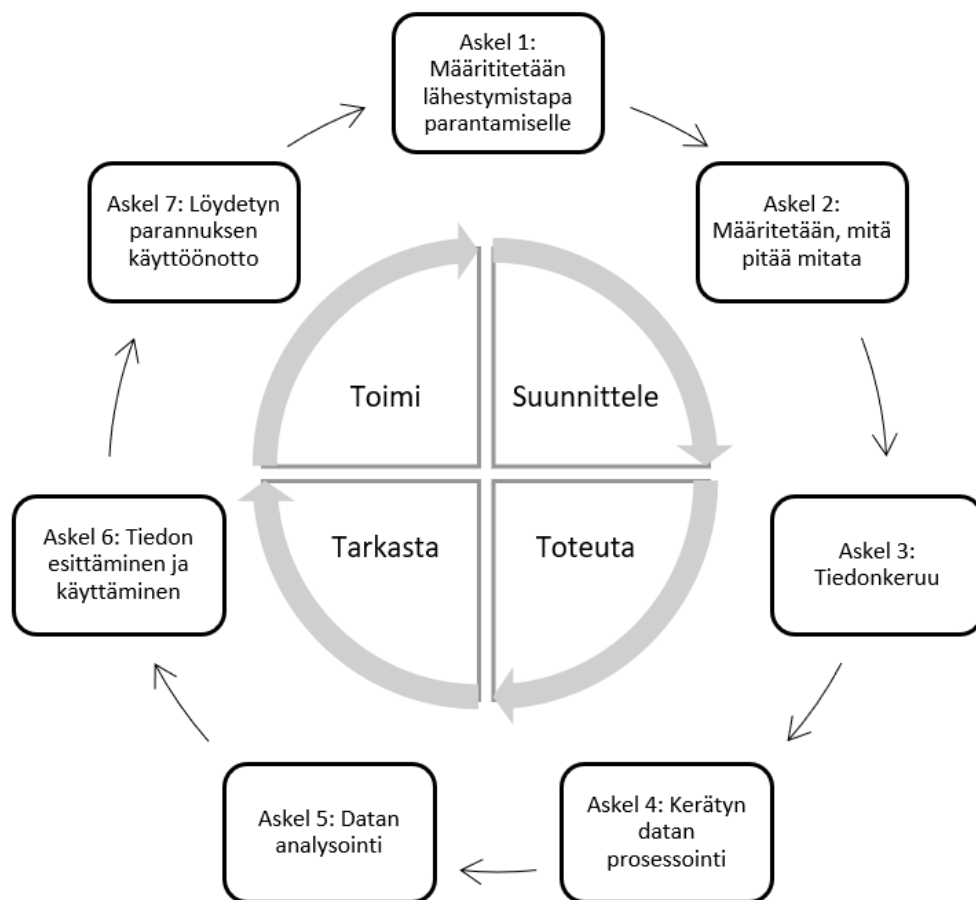 Askel 1:
Määrititetään
lähestymistapa
parantamiselle
Askel 2:
Määritetään, mitä
pitää mitata
Askel 3:
Tiedonkeruu
Askel 4: Kerätyn
datan
prosessointi
Askel 5: Datan
analysointi
Askel 6: Tiedon
esittäminen ja
käyttäminen
Askel 7: Löydetyn
parannuksen
käyttöönotto
Toimi
Suunnittele
Tarkasta
Toteuta